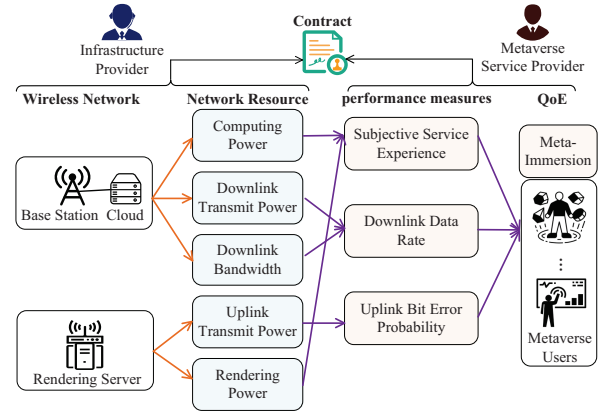 Infrastructure
Provider
Contract
Metaverse
Service Provider
Wireless Network
Network Resource
performance measures
QoE
Computing
Power
Subjective Service
Experience
Meta-
Immersion
Base Station
Cloud
Downlink
Transmit Power
Downlink Data
Rate
Downlink
Bandwidth
Uplink
Transmit Power
Uplink Bit Error
Probability
Metaverse
Users
Rendering Server
Rendering
Power